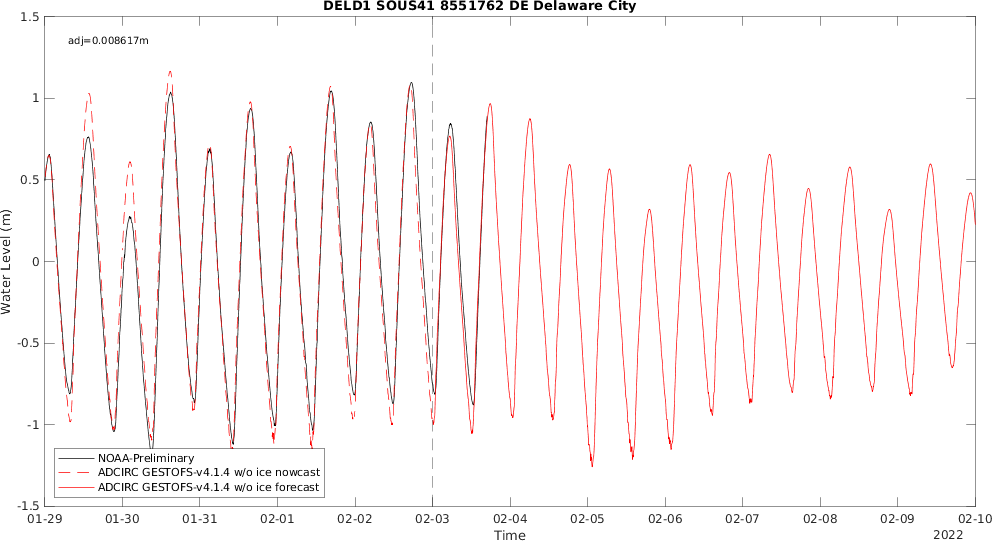 DELD1 SOUS41 8551762 DE Delaware City
1.5
adj=0.008617m
1
0.5
0
-0.5
-1
-1.5
Water Level (m)
NOAA-Preliminary
ADCIRC GESTOFS-v4.1.4 w/o ice nowcast
ADCIRC GESTOFS-v4.1.4 w/o ice forecast
01-29 01-30 01-31 02-01 02-02 02-03 02-04 02-05 02-06 02-07 02-08 02-09 02-10
Time
2022